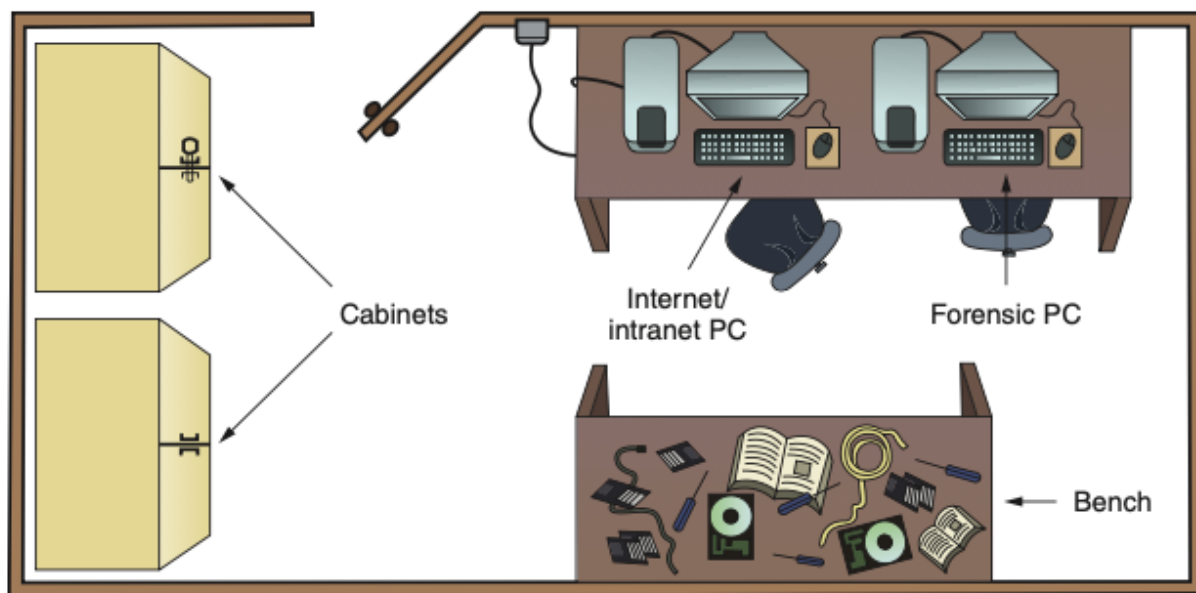 Cabinets
Internet/
intranet PC
Forensic PC
Bench